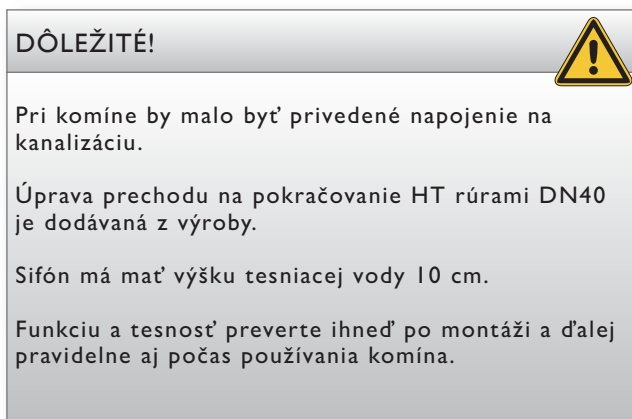 DÔLEŽITÉ!
Pri komíne by malo byť privedené napojenie na
kanalizáciu.
Úprava prechodu na pokračovanie HT rúrami DN40
je dodávaná z výroby.
Sifón má mať výšku tesniacej vody 10 cm.
Funkciu a tesnosť preverte ihneď po montáži a ďalej
pravidelne aj počas používania komína.